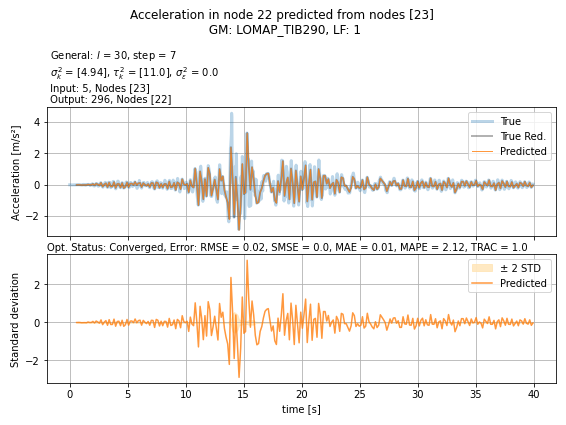 Acceleration in node 22 predicted from nodes [23]
GM: LOMAP_TIB290, LF: 1
General: l = 30, step = 7
σ²ₖ = [4.94], τ²ₖ = [11.0], σ²ε = 0.0
Input: 5, Nodes [23]
Output: 296, Nodes [22]
Acceleration [m/s²]
4
2
0
−2
True
True Red.
Predicted
Opt. Status: Converged, Error: RMSE = 0.02, SMSE = 0.0, MAE = 0.01, MAPE = 2.12, TRAC = 1.0
Standard deviation
2
0
−2
± 2 STD
Predicted
0 5 10 15 20 25 30 35 40
time [s]